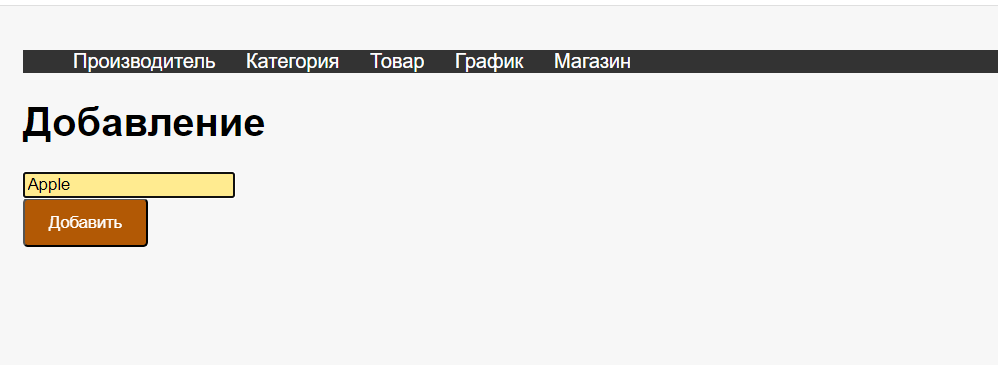 Производитель Категория Товар График Магазин
Добавление
Apple
Добавить